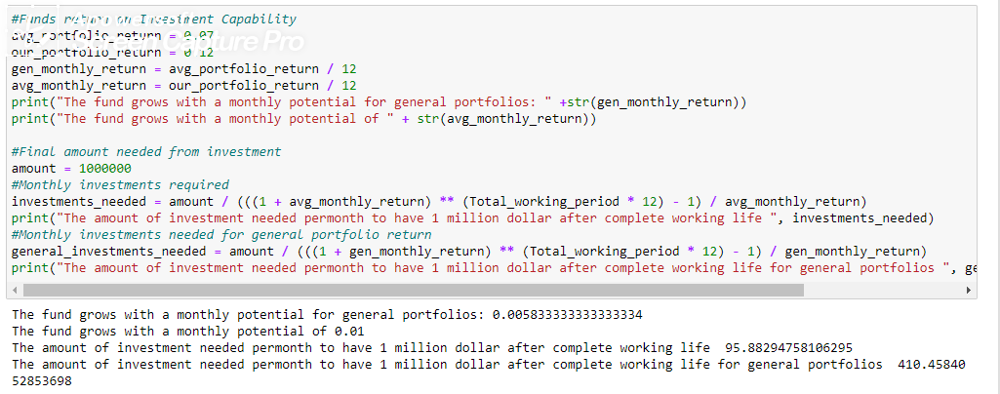 #Funds return on Investment Capability
avg_portfolio_return = 0.07
our_portfolio_return = 0.12
gen_monthly_return = avg_portfolio_return / 12
avg_monthly_return = our_portfolio_return / 12
print("The fund grows with a monthly potential for general portfolios: " +str(gen_monthly_return))
print("The fund grows with a monthly potential of " + str(avg_monthly_return))
#Final amount needed from investment
amount = 1000000
#Monthly investments required
investments_needed = amount / (((1 + avg_monthly_return) ** (Total_working_period * 12) - 1) / avg_monthly_return)
print("The amount of investment needed permonth to have 1 million dollar after complete working life ", investments_needed)
#Monthly investments needed for general portfolio return
general_investments_needed = amount / (((1 + gen_monthly_return) ** (Total_working_period * 12) - 1) / gen_monthly_return)
print("The amount of investment needed permonth to have 1 million dollar after complete working life for general portfolios ", ge
The fund grows with a monthly potential for general portfolios: 0.005833333333333334
The fund grows with a monthly potential of 0.01
The amount of investment needed permonth to have 1 million dollar after complete working life  95.88294758106295
The amount of investment needed permonth to have 1 million dollar after complete working life for general portfolios  410.45840
52853698
Screen Capture Pro